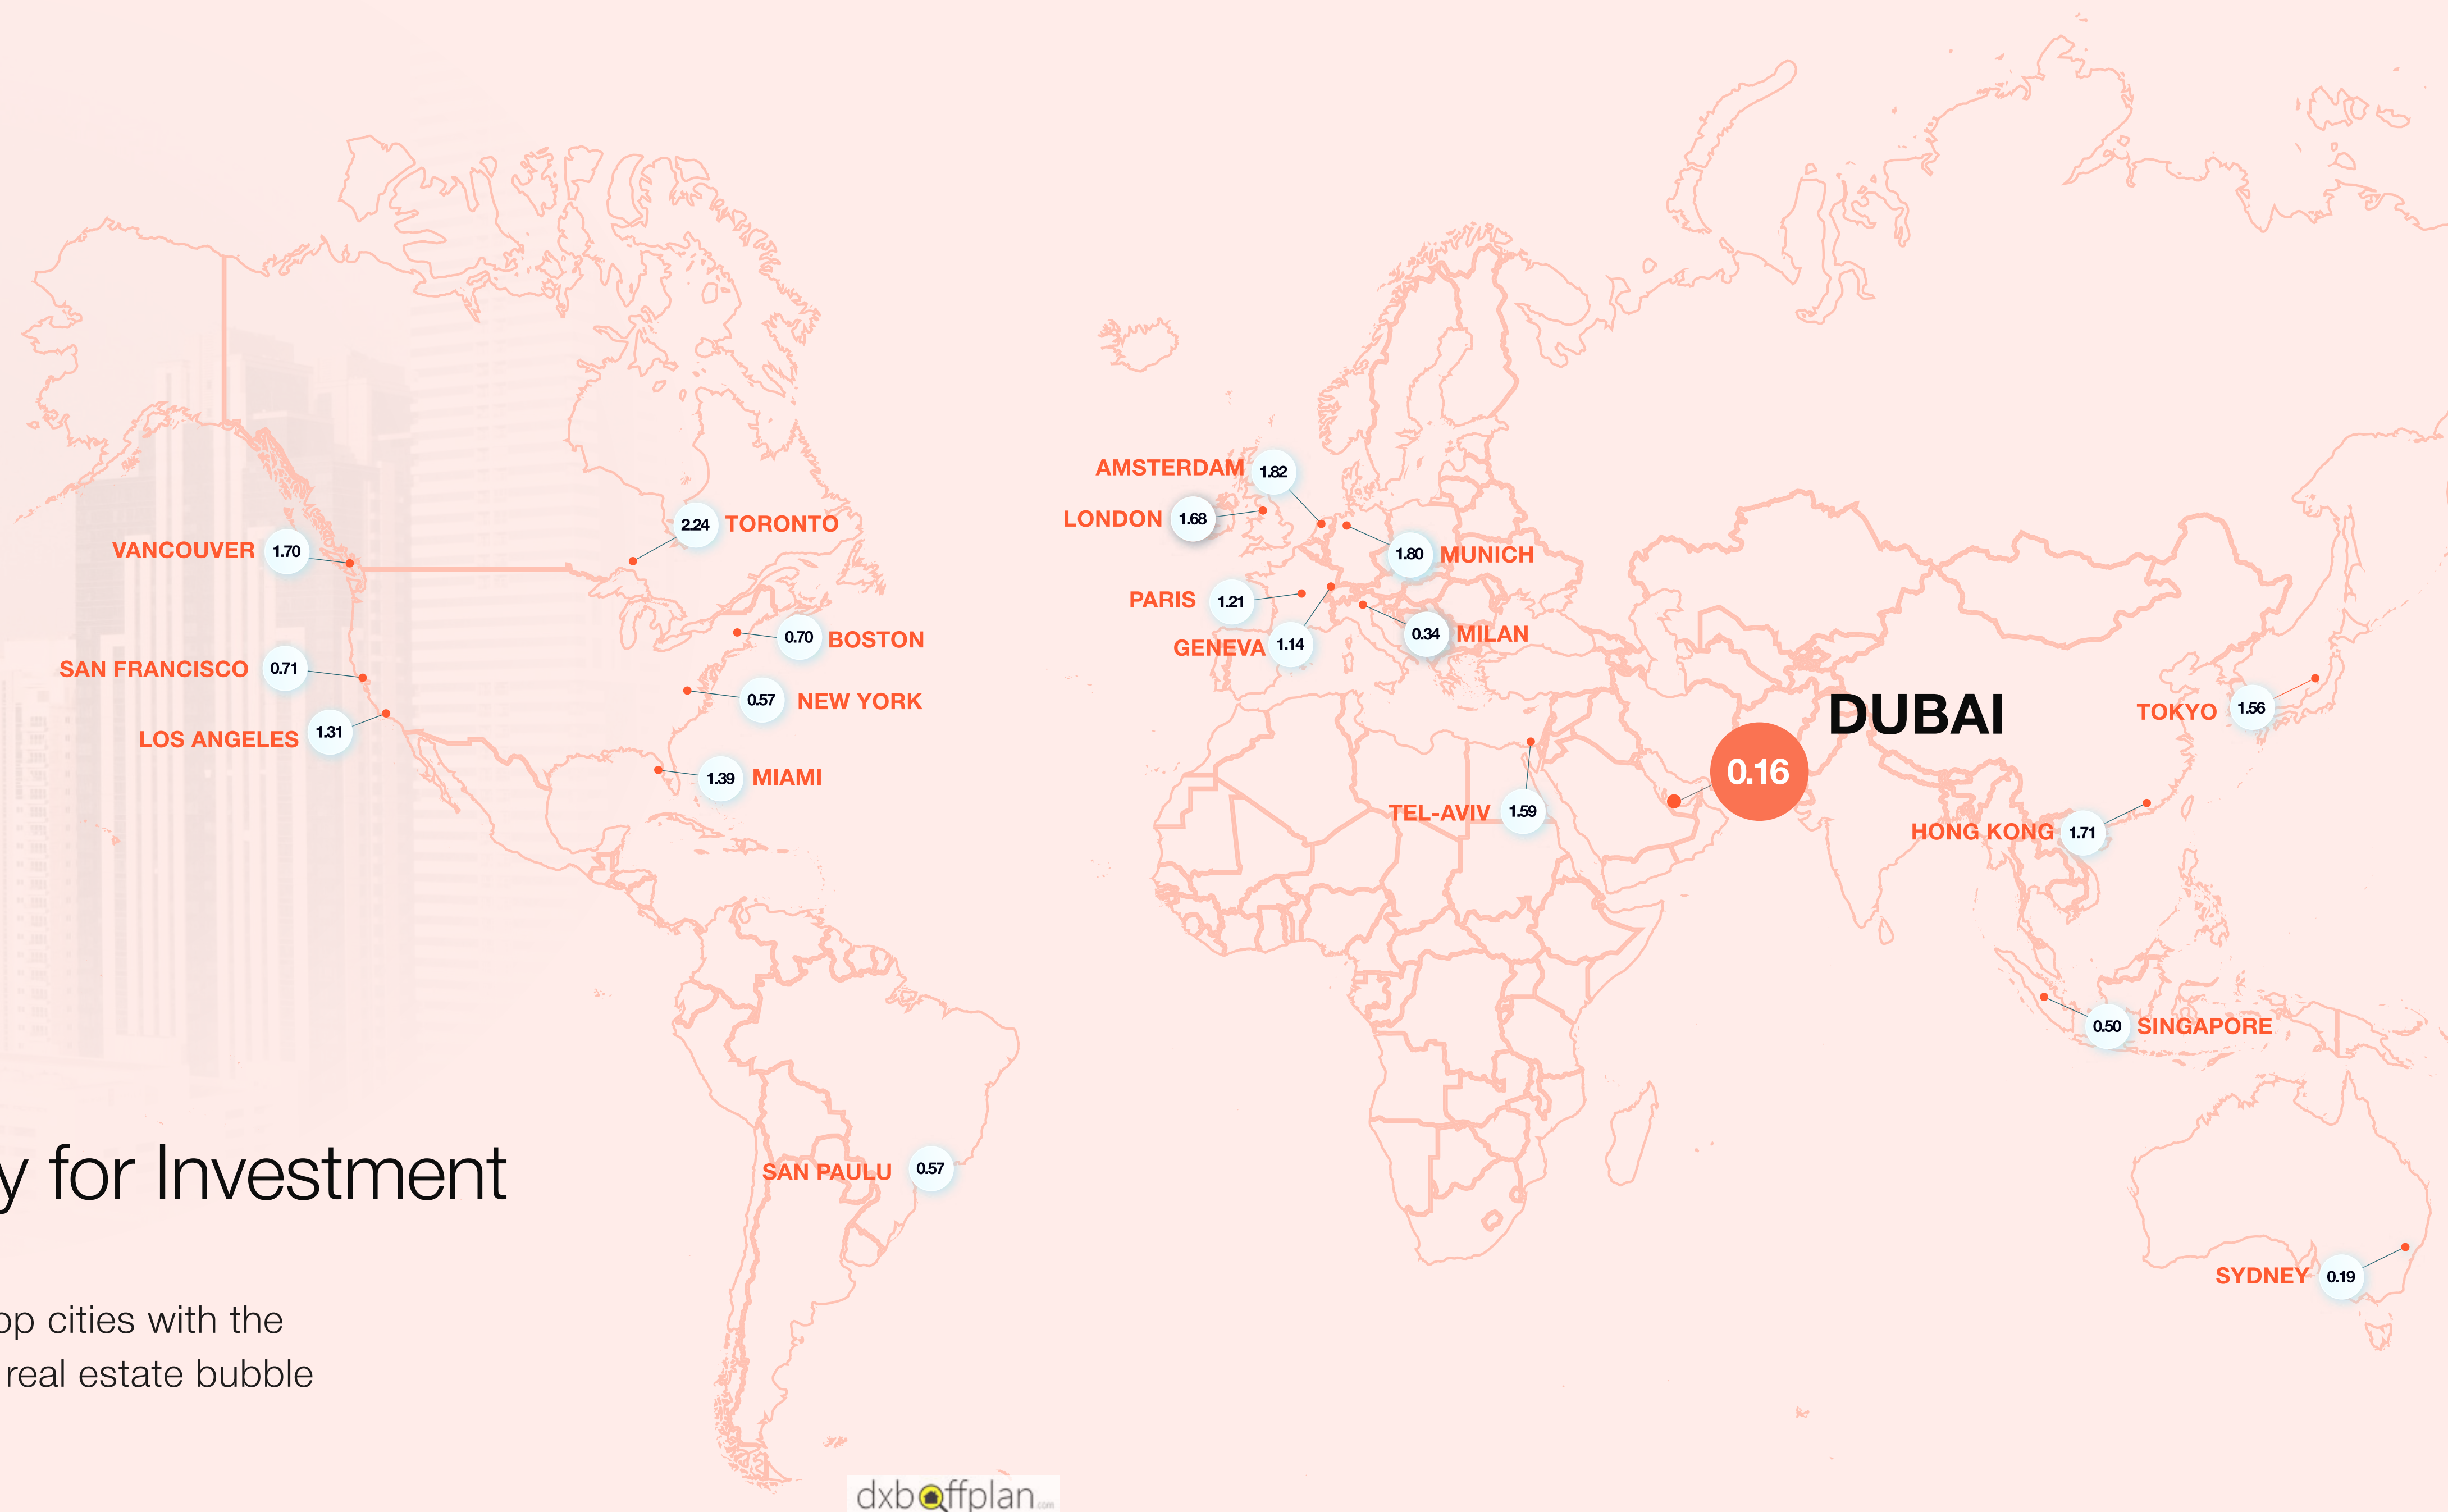 AMSTERDAM 1.82
LONDON 1.68
2.24 TORONTO
VANCOUVER 1.70
1.80 MUNICH
PARIS 1.21
0.70 BOSTON
GENEVA 1.14
0.34 MILAN
SAN FRANCISCO 0.71
0.57 NEW YORK
LOS ANGELES 1.31
DUBAI
0.16
TOKYO 1.56
1.39 MIAMI
TEL-AVIV 1.59
HONG KONG 1.71
0.50 SINGAPORE
SAN PAULU 0.57
SYDNEY 0.19
y for Investment
op cities with the
real estate bubble
dxboffplan.com